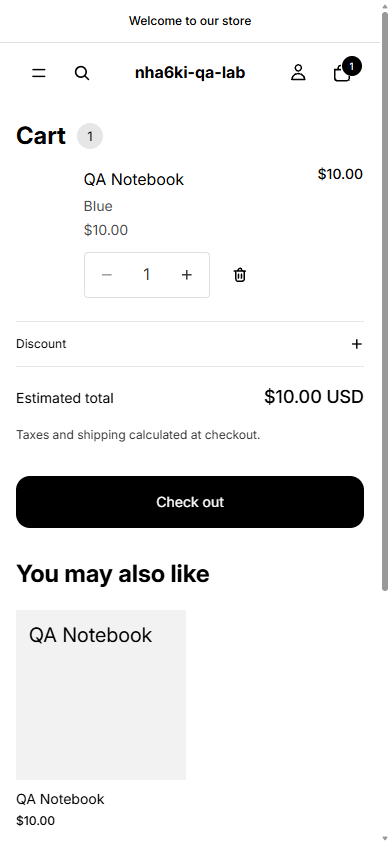 Welcome to our store
nha6ki-qa-lab
1
Cart 1
QA Notebook $10.00
Blue
$10.00
− 1 +
Discount +
Estimated total $10.00 USD
Taxes and shipping calculated at checkout.
Check out
You may also like
QA Notebook
QA Notebook
$10.00